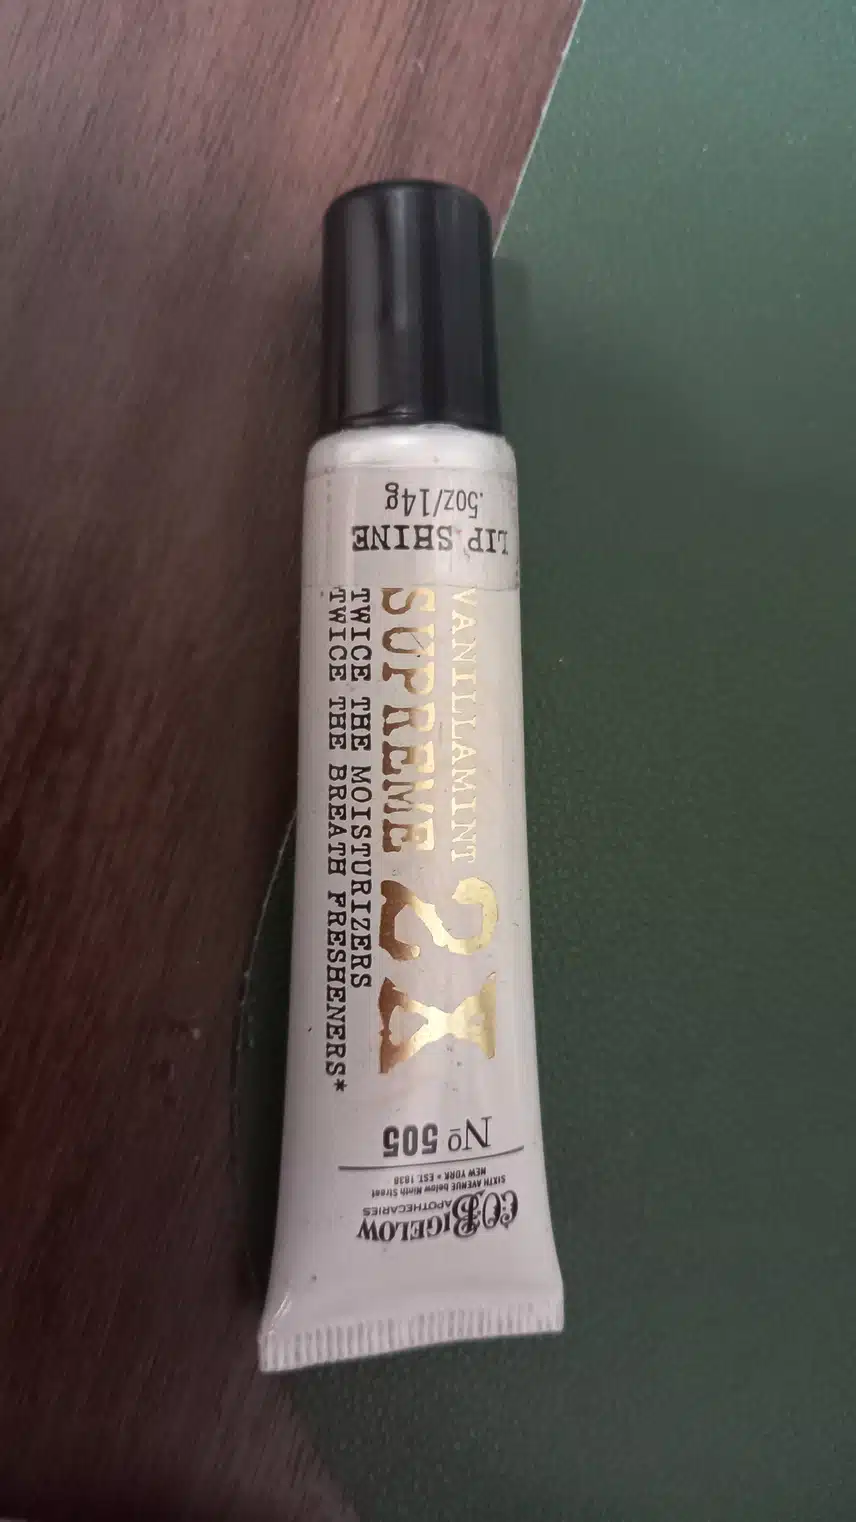 C.O. BIGELOW
APOTHECARIES
SIXTH AVENUE below Ninth Street
NEW YORK * EST. 1838
Nº 505
VANILLAMINT
SUPREME 2X
TWICE THE MOISTURIZERS
TWICE THE BREATH FRESHENERS*
LIP SHINE
.5oz/14g